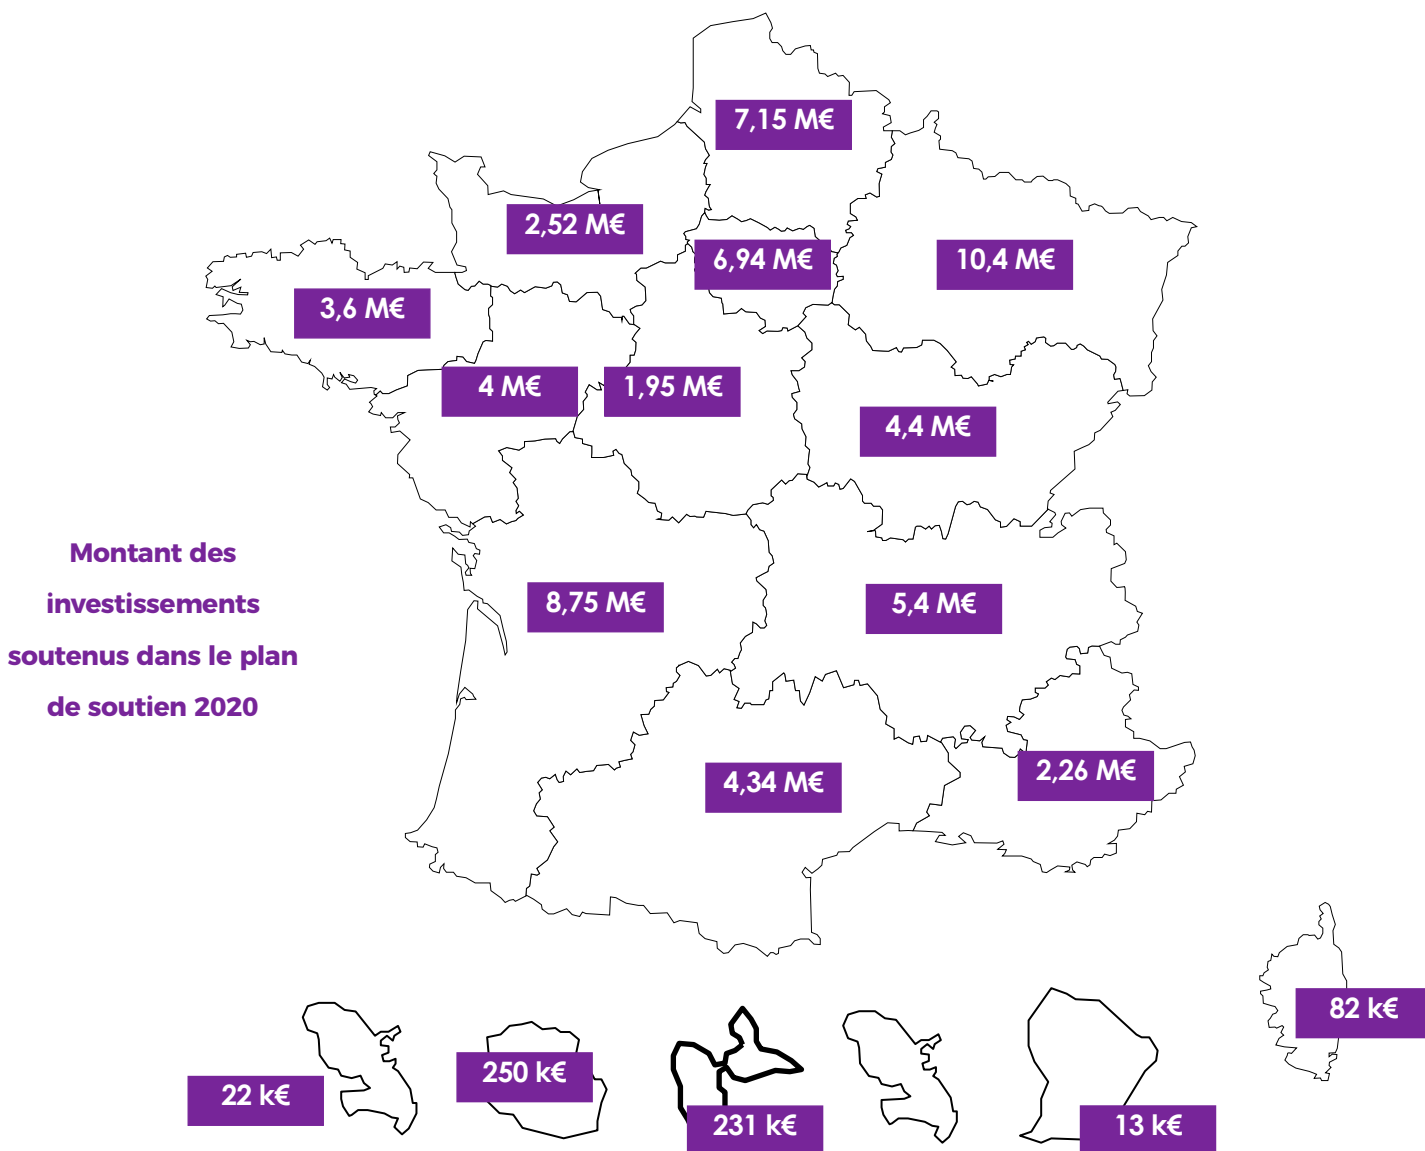 7,15 M€
2,52 M€
6,94 M€
10,4 M€
3,6 M€
4 M€
1,95 M€
4,4 M€
Montant des
investissements
soutenus dans le plan
de soutien 2020
8,75 M€
5,4 M€
4,34 M€
2,26 M€
82 k€
22 k€
250 k€
231 k€
13 k€